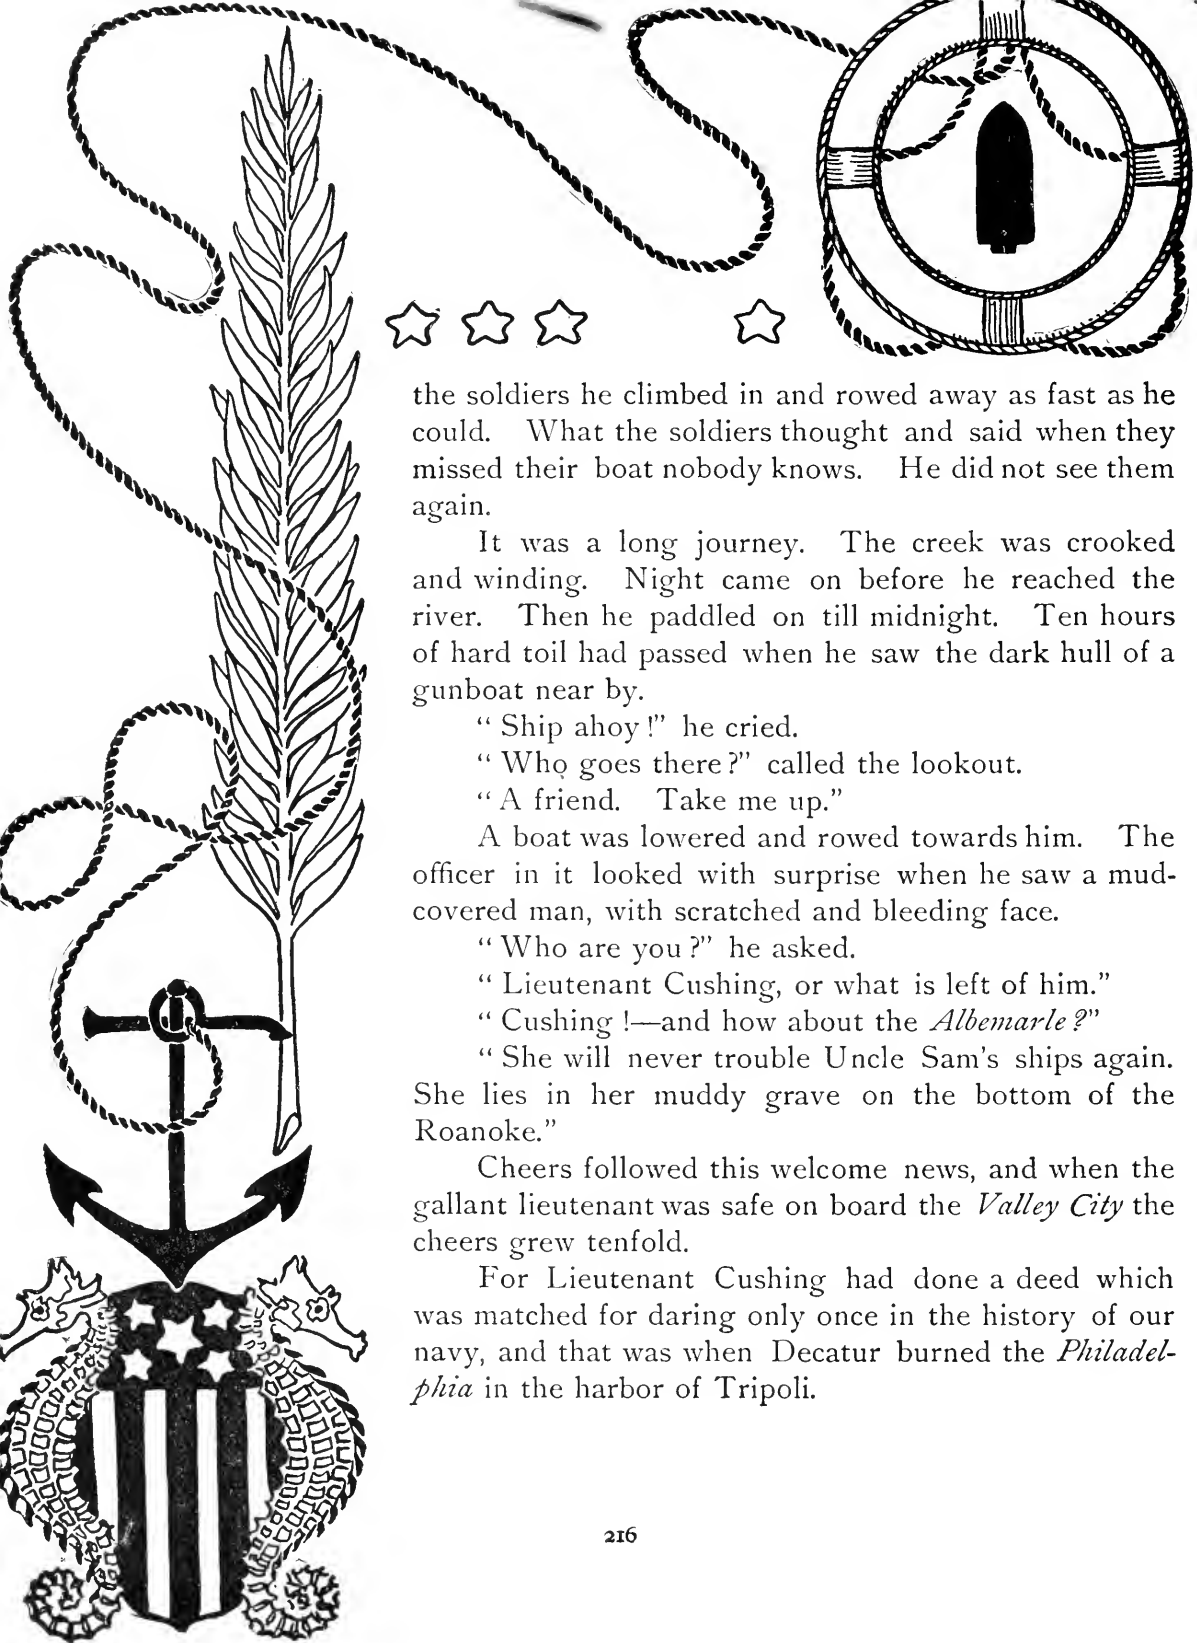 the soldiers he climbed in and rowed away as fast as he
could. What the soldiers thought and said when they
missed their boat nobody knows. He did not see them
again.
It was a long journey. The creek was crooked
and winding. Night came on before he reached the
river. Then he paddled on till midnight. Ten hours
of hard toil had passed when he saw the dark hull of a
gunboat near by.
“ Ship ahoy !” he cried.
“ Who goes there ?” called the lookout.
“ A friend. Take me up.”
A boat was lowered and rowed towards him. The
officer in it looked with surprise when he saw a mud-
covered man, with scratched and bleeding face.
“ Who are you ?” he asked.
“ Lieutenant Cushing, or what is left of him.”
“ Cushing !—and how about the Albemarle ?”
“ She will never trouble Uncle Sam’s ships again.
She lies in her muddy grave on the bottom of the
Roanoke.”
Cheers followed this welcome news, and when the
gallant lieutenant was safe on board the Valley City the
cheers grew tenfold.
For Lieutenant Cushing had done a deed which
was matched for daring only once in the history of our
navy, and that was when Decatur burned the Philadel-
phia in the harbor of Tripoli.
216